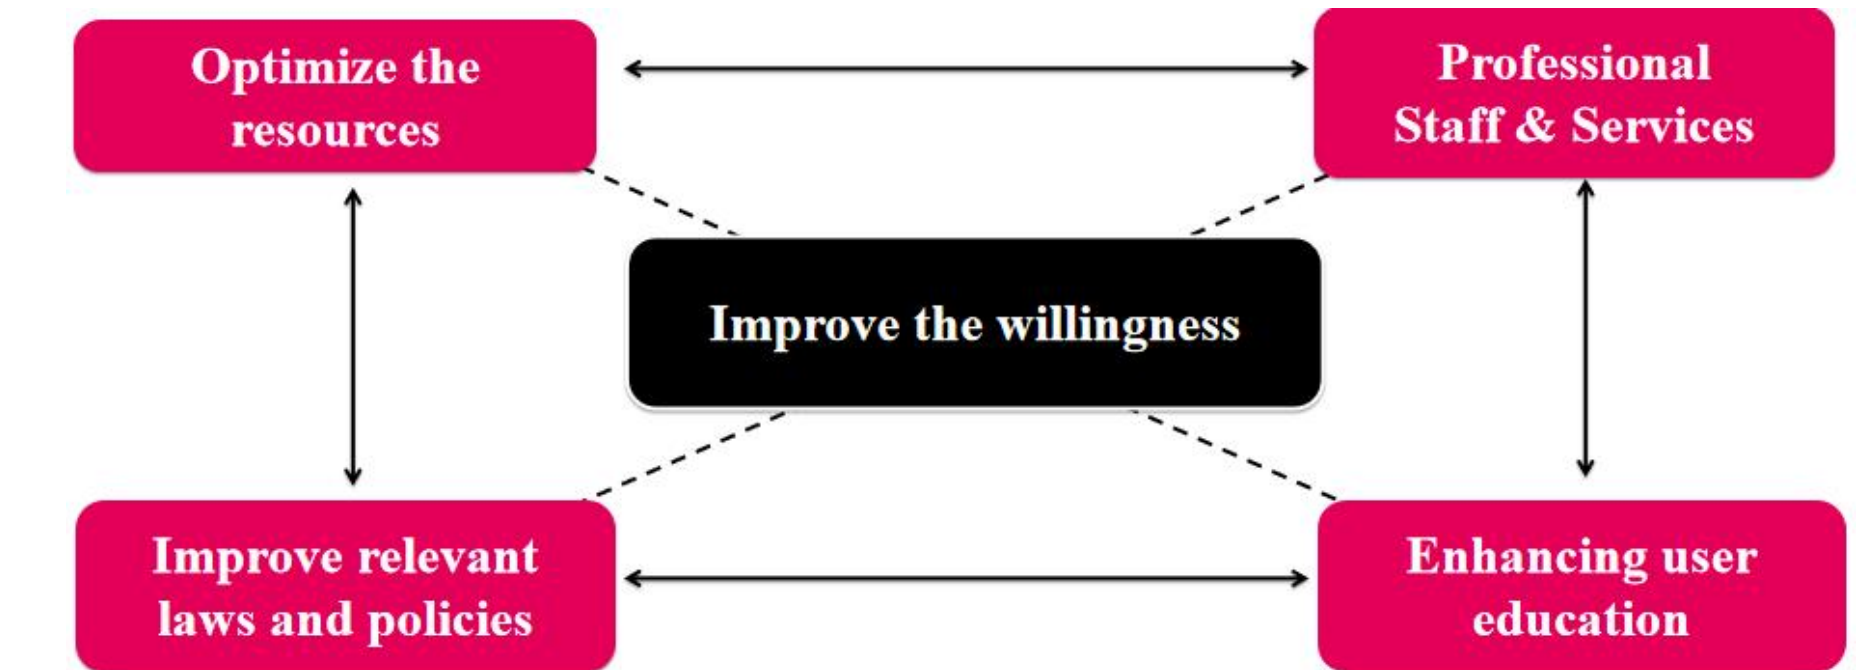 Optimize the
resources
Professional
Staff & Services
Improve the willingness
Improve relevant
laws and policies
Enhancing user
education